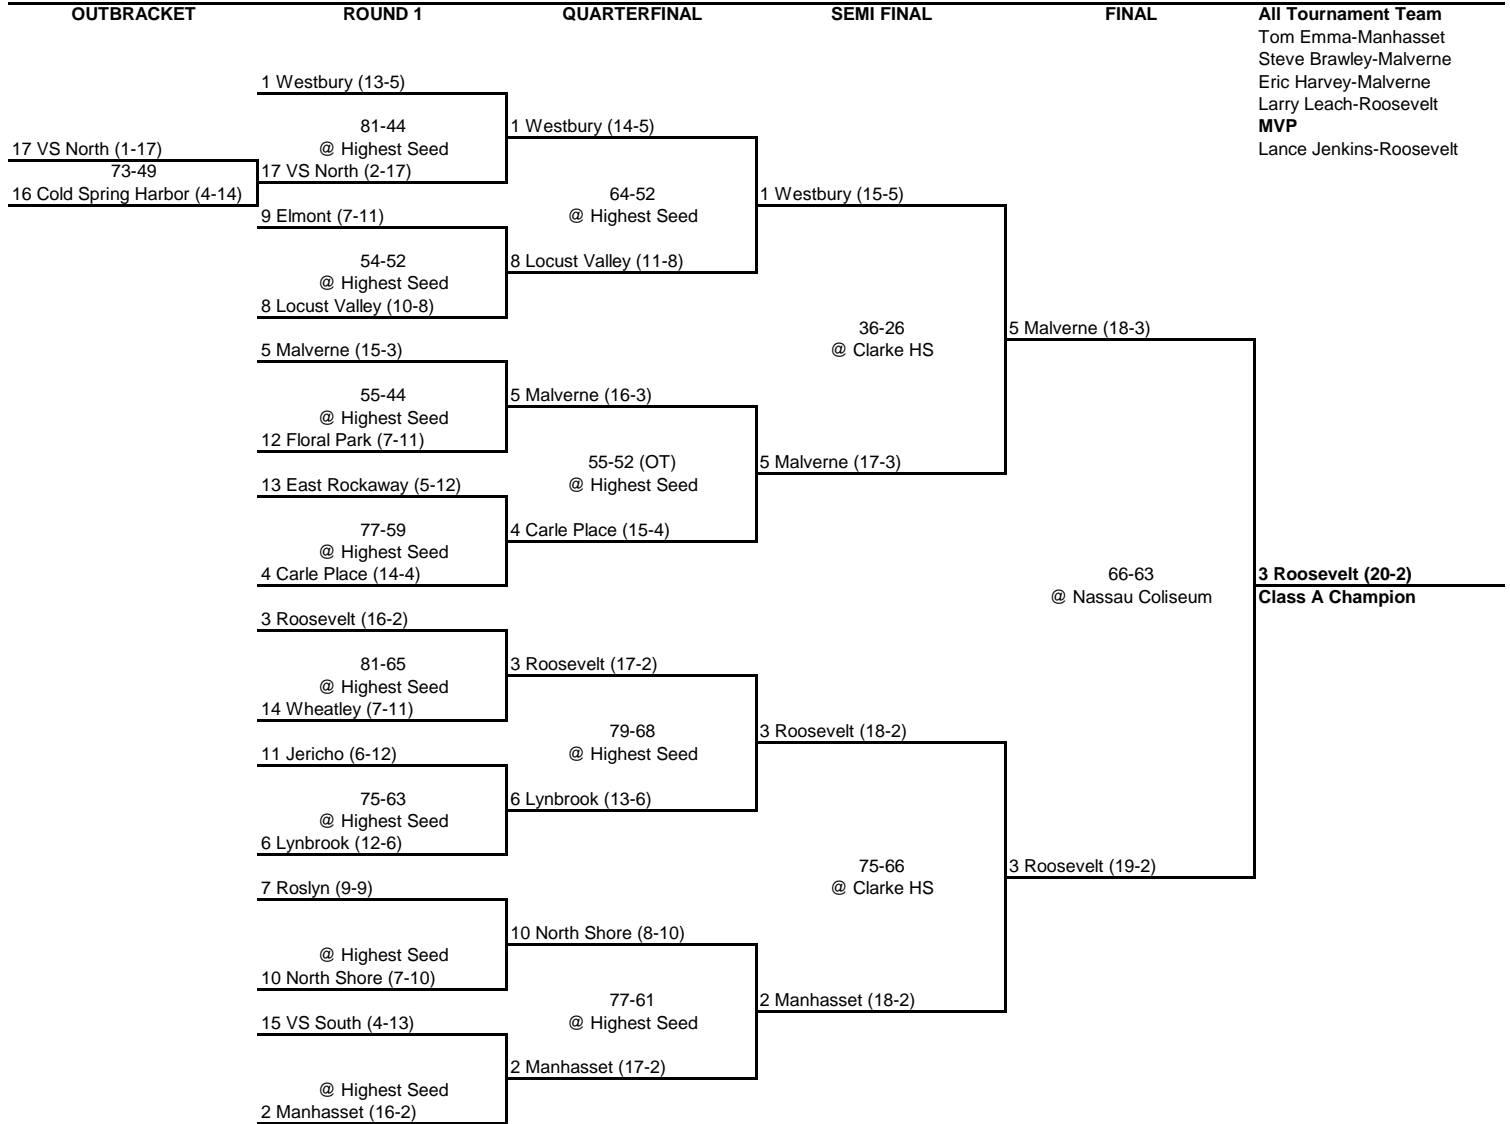 OUTBRACKET ROUND 1 QUARTERFINAL SEMI FINAL FINAL All Tournament Team
Tom Emma-Manhasset
Steve Brawley-Malverne
Eric Harvey-Malverne
Larry Leach-Roosevelt
MVP
Lance Jenkins-Roosevelt
17 VS North (1-17)
73-49
16 Cold Spring Harbor (4-14)
1 Westbury (13-5)
81-44
@ Highest Seed
17 VS North (2-17)
9 Elmont (7-11)
54-52
@ Highest Seed
8 Locust Valley (10-8)
5 Malverne (15-3)
55-44
@ Highest Seed
12 Floral Park (7-11)
13 East Rockaway (5-12)
77-59
@ Highest Seed
4 Carle Place (14-4)
3 Roosevelt (16-2)
81-65
@ Highest Seed
14 Wheatley (7-11)
11 Jericho (6-12)
75-63
@ Highest Seed
6 Lynbrook (12-6)
7 Roslyn (9-9)
@ Highest Seed
10 North Shore (7-10)
15 VS South (4-13)
@ Highest Seed
2 Manhasset (16-2)
1 Westbury (14-5)
64-52
@ Highest Seed
8 Locust Valley (11-8)
5 Malverne (16-3)
55-52 (OT)
@ Highest Seed
4 Carle Place (15-4)
3 Roosevelt (17-2)
79-68
@ Highest Seed
6 Lynbrook (13-6)
10 North Shore (8-10)
77-61
@ Highest Seed
2 Manhasset (17-2)
1 Westbury (15-5)
36-26
@ Clarke HS
5 Malverne (17-3)
3 Roosevelt (18-2)
75-66
@ Clarke HS
2 Manhasset (18-2)
5 Malverne (18-3)
66-63
@ Nassau Coliseum
3 Roosevelt (19-2)
3 Roosevelt (20-2)
Class A Champion